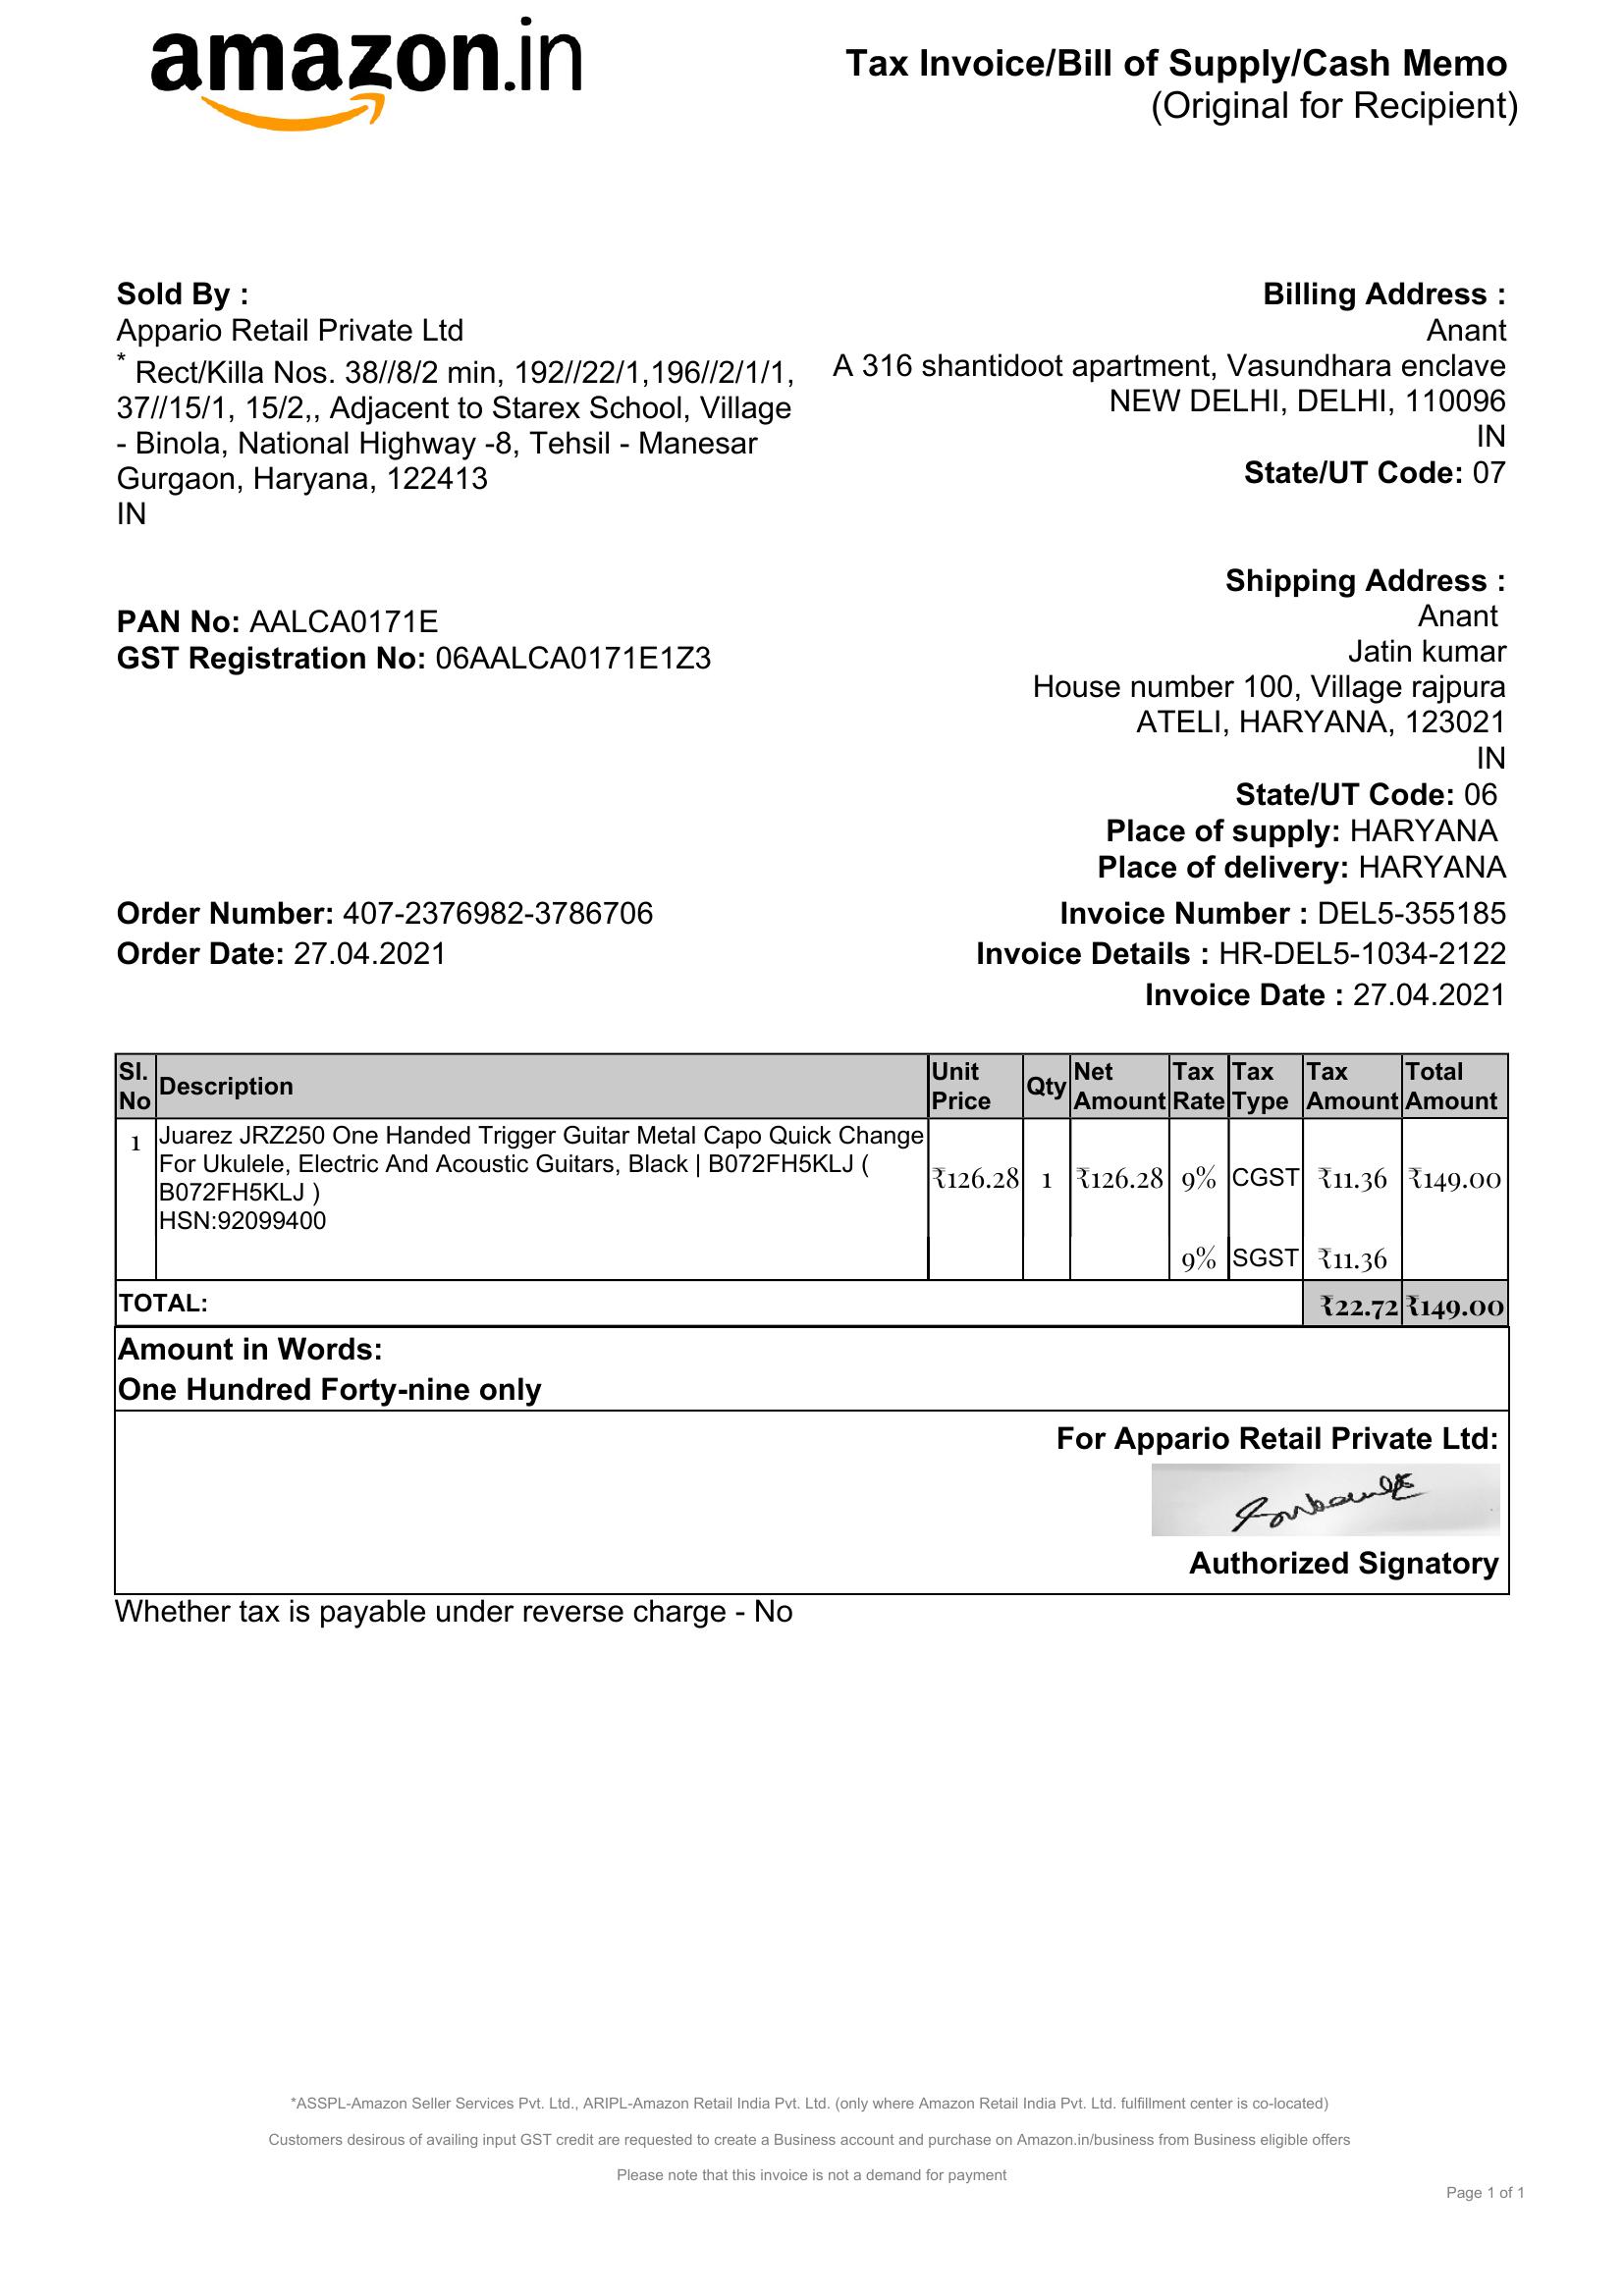 amazon.in
Tax Invoice/Bill of Supply/Cash Memo
(Original for Recipient)
Sold By :
Appario Retail Private Ltd
* Rect/Killa Nos. 38//8/2 min, 192//22/1,196//2/1/1,
37//15/1, 15/2,, Adjacent to Starex School, Village
- Binola, National Highway -8, Tehsil - Manesar
Gurgaon, Haryana, 122413
IN
Billing Address :
Anant
A 316 shantidoot apartment, Vasundhara enclave
NEW DELHI, DELHI, 110096
IN
State/UT Code: 07
PAN No: AALCA0171E
GST Registration No: 06AALCA0171E1Z3
Shipping Address :
Anant
Jatin kumar
House number 100, Village rajpura
ATELI, HARYANA, 123021
IN
State/UT Code: 06
Place of supply: HARYANA
Place of delivery: HARYANA
Order Number: 407-2376982-3786706
Order Date: 27.04.2021
Invoice Number : DEL5-355185
Invoice Details : HR-DEL5-1034-2122
Invoice Date : 27.04.2021
Sl. No Description Unit Price Qty Net Amount Tax Rate Tax Type Tax Amount Total Amount
1 Juarez JRZ250 One Handed Trigger Guitar Metal Capo Quick Change
For Ukulele, Electric And Acoustic Guitars, Black | B072FH5KLJ (
B072FH5KLJ )
HSN:92099400
₹126.28 1 ₹126.28 9% CGST ₹11.36 ₹149.00
9% SGST ₹11.36
TOTAL: ₹22.72 ₹149.00
Amount in Words:
One Hundred Forty-nine only
For Appario Retail Private Ltd:
Authorized Signatory
Whether tax is payable under reverse charge - No
*ASSPL-Amazon Seller Services Pvt. Ltd., ARIPL-Amazon Retail India Pvt. Ltd. (only where Amazon Retail India Pvt. Ltd. fulfillment center is co-located)
Customers desirous of availing input GST credit are requested to create a Business account and purchase on Amazon.in/business from Business eligible offers
Please note that this invoice is not a demand for payment
Page 1 of 1